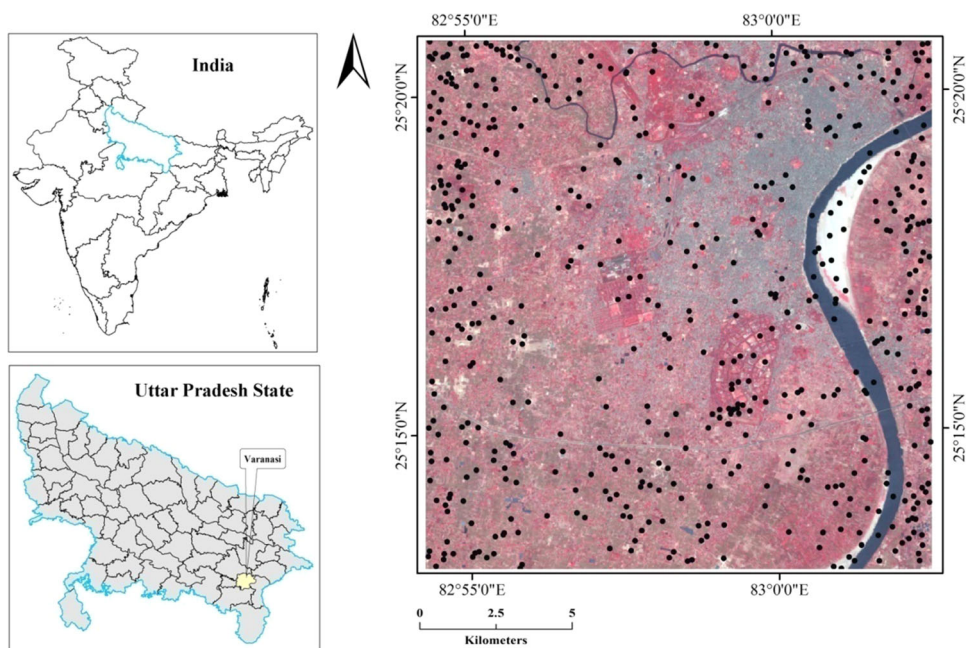 India
Uttar Pradesh State
Varanasi
82°55'0"E
83°0'0"E
25°20'0"N
25°20'0"N
25°15'0"N
25°15'0"N
82°55'0"E
83°0'0"E
0
2.5
5
Kilometers